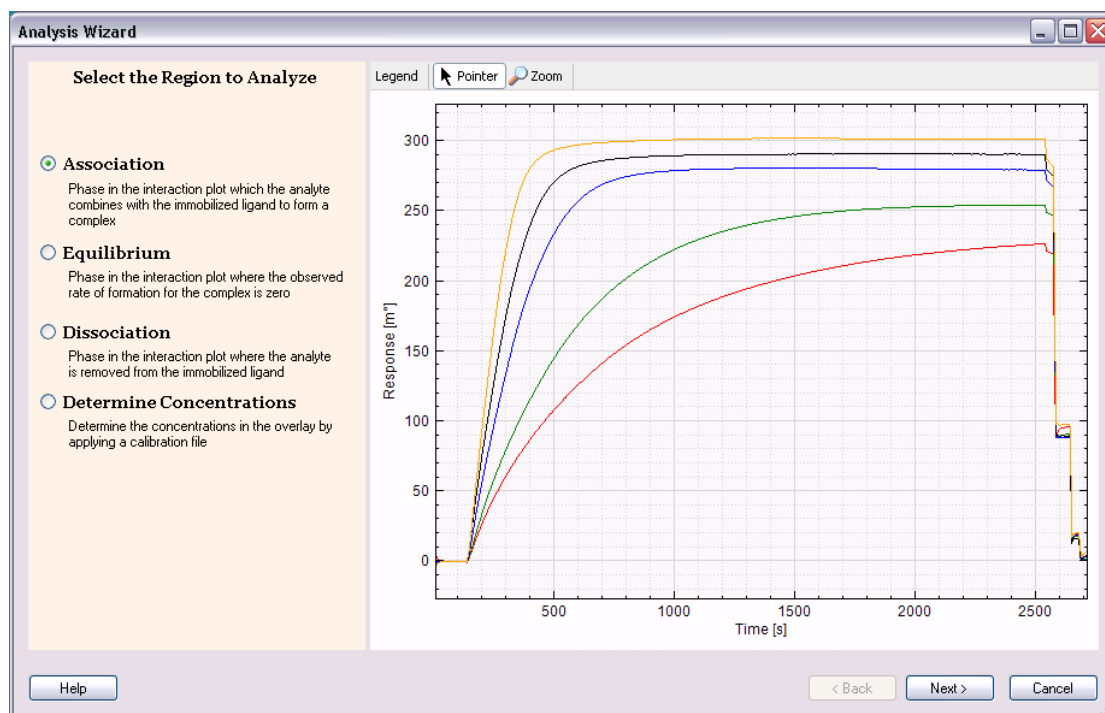 Analysis Wizard
Select the Region to Analyze
Association
Phase in the interaction plot which the analyte
combines with the immobilized ligand to form a
complex
Equilibrium
Phase in the interaction plot where the observed
rate of formation for the complex is zero
Dissociation
Phase in the interaction plot where the analyte
is removed from the immobilized ligand
Determine Concentrations
Determine the concentrations in the overlay by
applying a calibration file
Legend Pointer Zoom
Response [m°]
300
250
200
150
100
50
0
500 1000 1500 2000 2500
Time [s]
Help < Back Next > Cancel